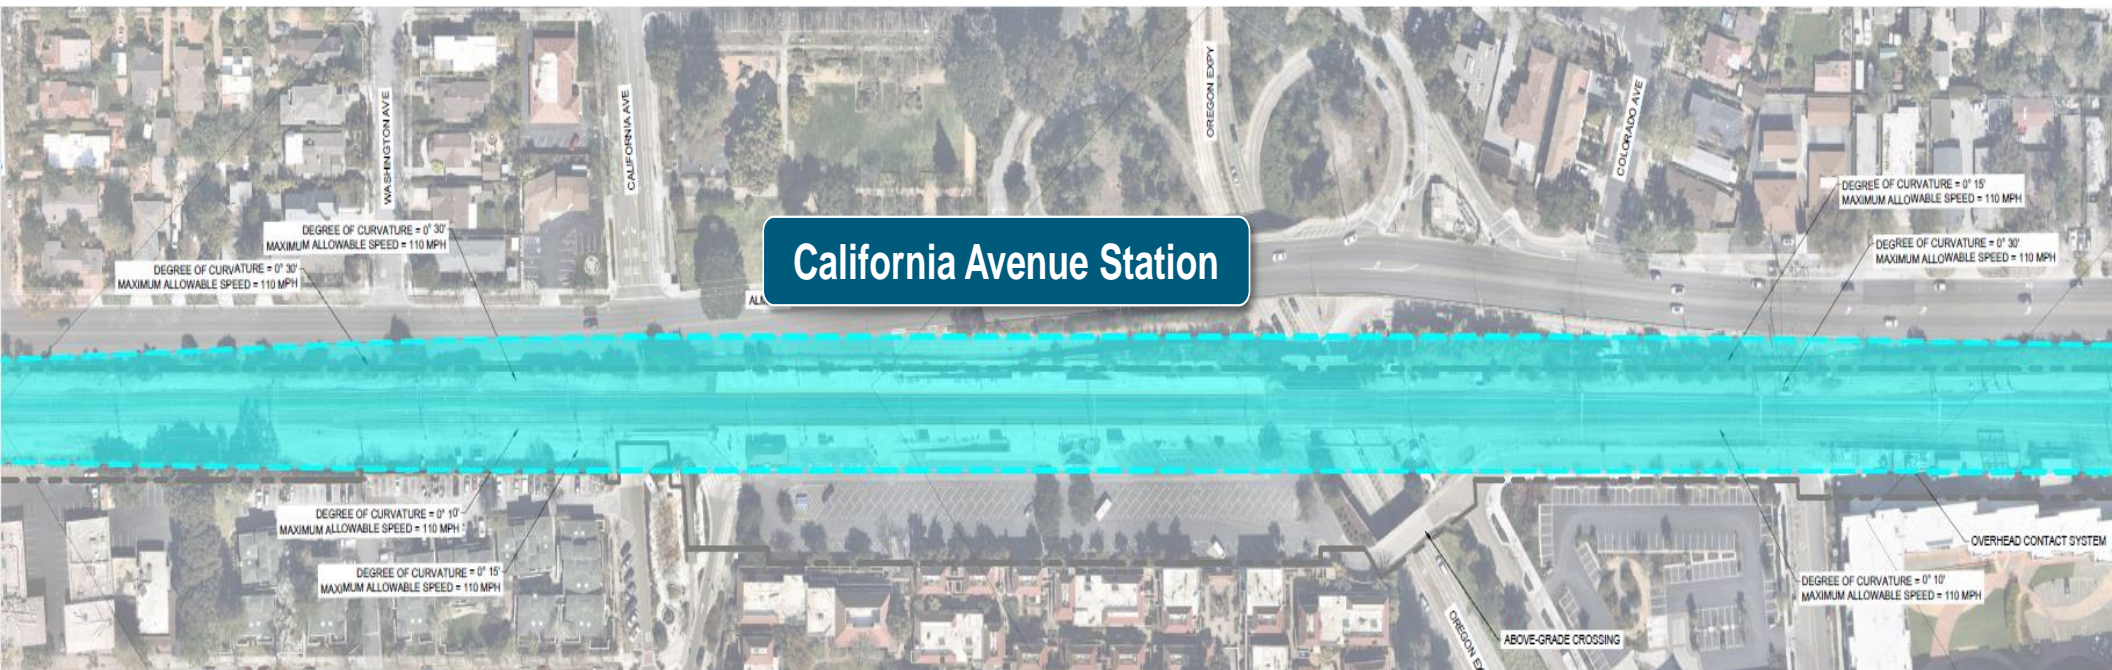 WASHINGTON AVE
CALIFORNIA AVE
OREGON EXPY
COLORADO AVE
DEGREE OF CURVATURE = 0° 30'
MAXIMUM ALLOWABLE SPEED = 110 MPH
DEGREE OF CURVATURE = 0° 30'
MAXIMUM ALLOWABLE SPEED = 110 MPH
California Avenue Station
ALM
DEGREE OF CURVATURE = 0° 15'
MAXIMUM ALLOWABLE SPEED = 110 MPH
DEGREE OF CURVATURE = 0° 30'
MAXIMUM ALLOWABLE SPEED = 110 MPH
DEGREE OF CURVATURE = 0° 10'
MAXIMUM ALLOWABLE SPEED = 110 MPH
DEGREE OF CURVATURE = 0° 15'
MAXIMUM ALLOWABLE SPEED = 110 MPH
OVERHEAD CONTACT SYSTEM
DEGREE OF CURVATURE = 0° 10'
MAXIMUM ALLOWABLE SPEED = 110 MPH
OREGON EX
ABOVE-GRADE CROSSING